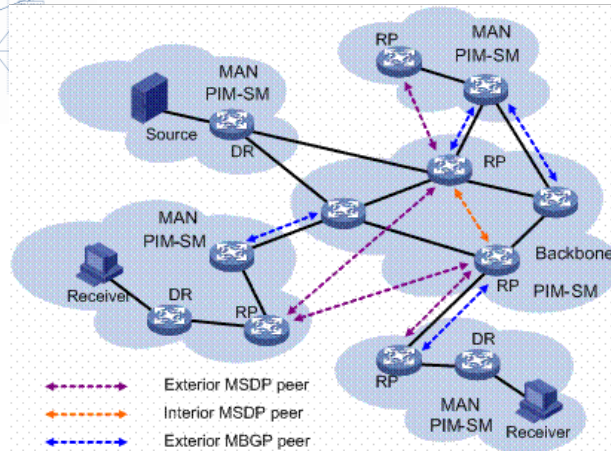 RP
MAN
PIM-SM
MAN
PIM-SM
Source
DR
RP
MAN
PIM-SM
Backbone
RP
PIM-SM
Receiver
DR
RP
DR
RP
MAN
PIM-SM
Receiver
Exterior MSDP peer
Interior MSDP peer
Exterior MBGP peer